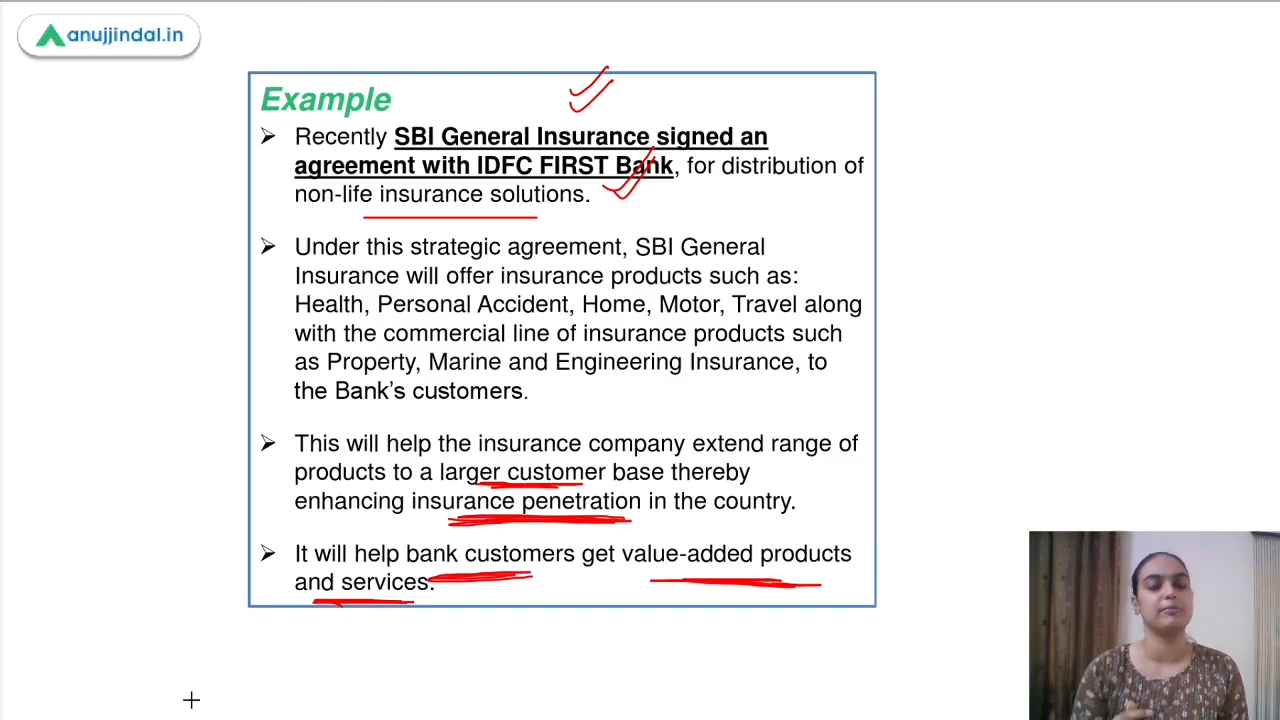 anujjindal.in
Example
➢ Recently SBI General Insurance signed an
agreement with IDFC FIRST Bank, for distribution of
non-life insurance solutions.
➢ Under this strategic agreement, SBI General
Insurance will offer insurance products such as:
Health, Personal Accident, Home, Motor, Travel along
with the commercial line of insurance products such
as Property, Marine and Engineering Insurance, to
the Bank’s customers.
➢ This will help the insurance company extend range of
products to a larger customer base thereby
enhancing insurance penetration in the country.
➢ It will help bank customers get value-added products
and services.